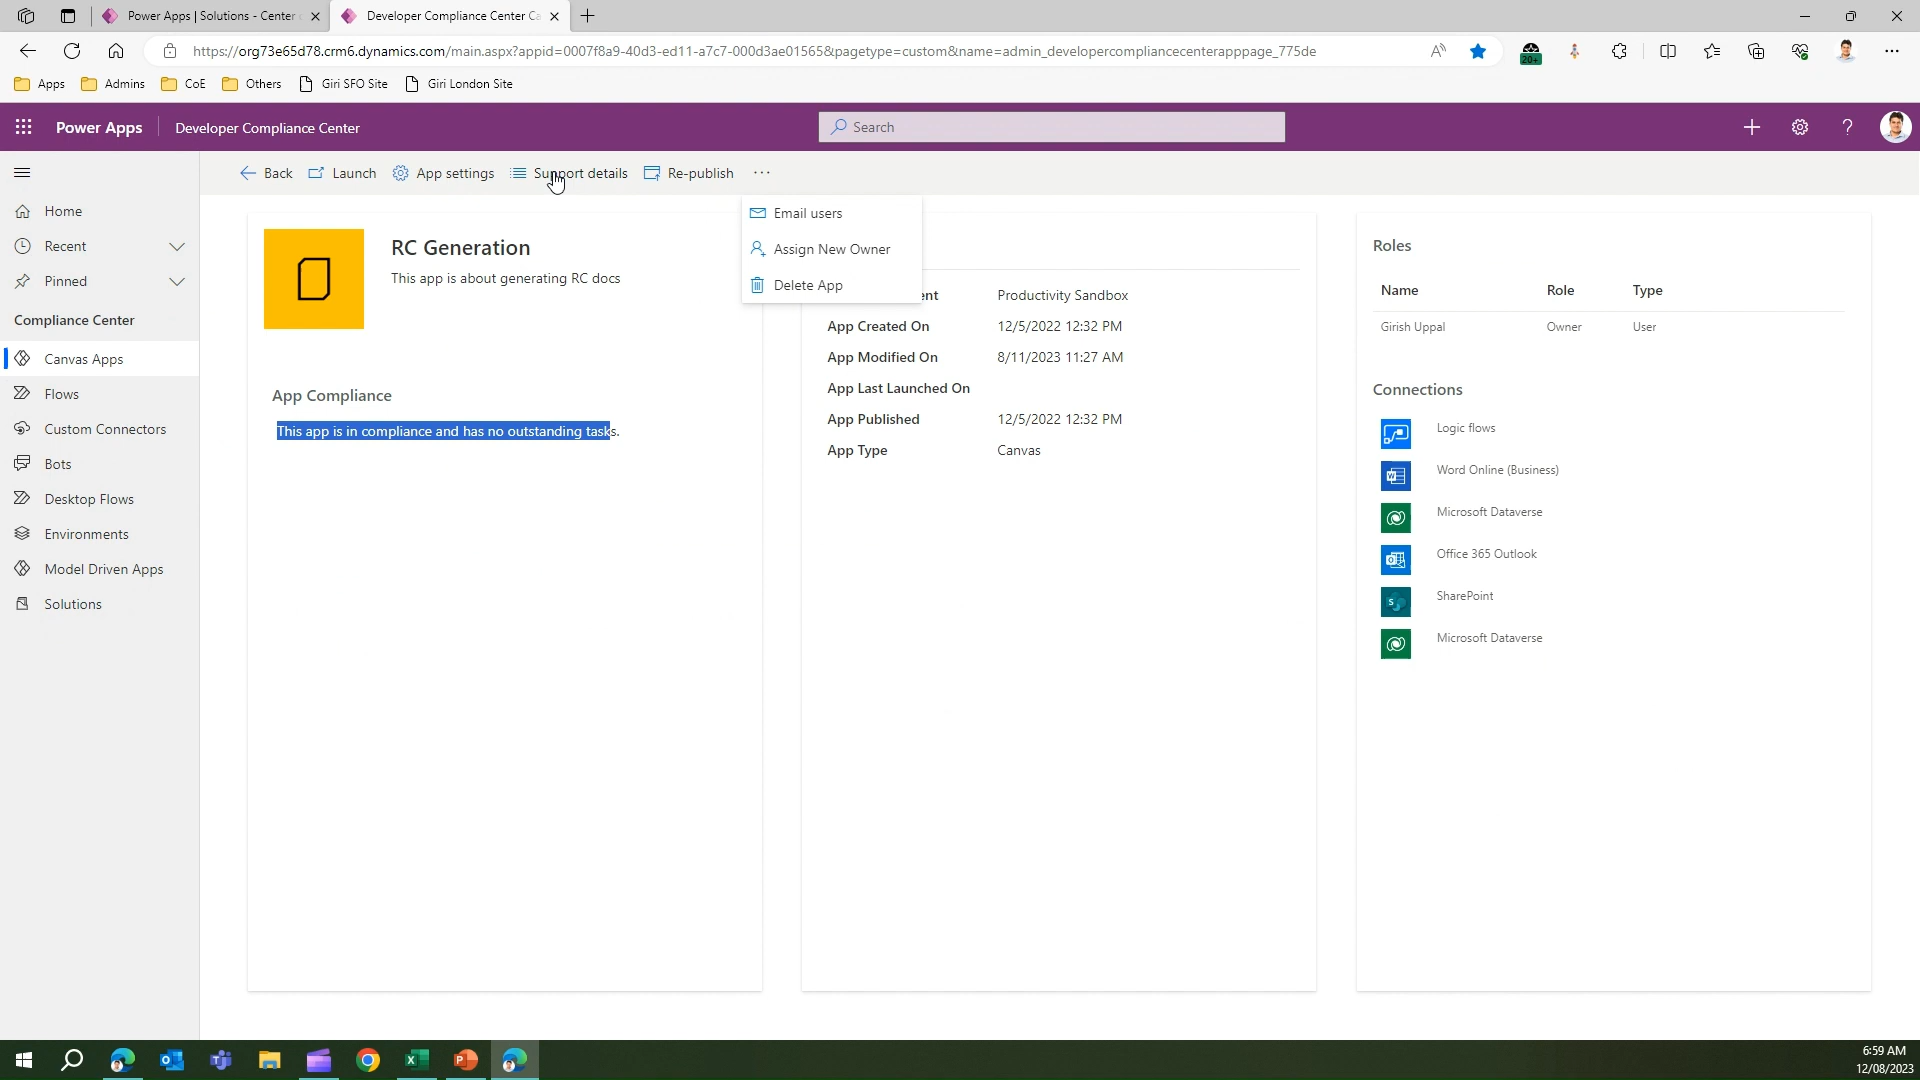 Power Apps | Solutions - Center
Developer Compliance Center Ca
https://org73e65d78.crm6.dynamics.com/main.aspx?appid=0007f8a9-40d3-ed11-a7c7-000d3ae01565&pagetype=custom&name=admin_developercompliancecenterapppage_775de
20+
Apps
Admins
CoE
Others
Giri SFO Site
Giri London Site
Power Apps
Developer Compliance Center
Search
Back
Launch
App settings
Support details
Re-publish
Home
Recent
Pinned
Compliance Center
Canvas Apps
Flows
Custom Connectors
Bots
Desktop Flows
Environments
Model Driven Apps
Solutions
Email users
Assign New Owner
Delete App
RC Generation
This app is about generating RC docs
App Compliance
This app is in compliance and has no outstanding tasks.
ent Productivity Sandbox
App Created On 12/5/2022 12:32 PM
App Modified On 8/11/2023 11:27 AM
App Last Launched On
App Published 12/5/2022 12:32 PM
App Type Canvas
Roles
Name Role Type
Girish Uppal Owner User
Connections
Logic flows
Word Online (Business)
Microsoft Dataverse
Office 365 Outlook
SharePoint
Microsoft Dataverse
6:59 AM
12/08/2023